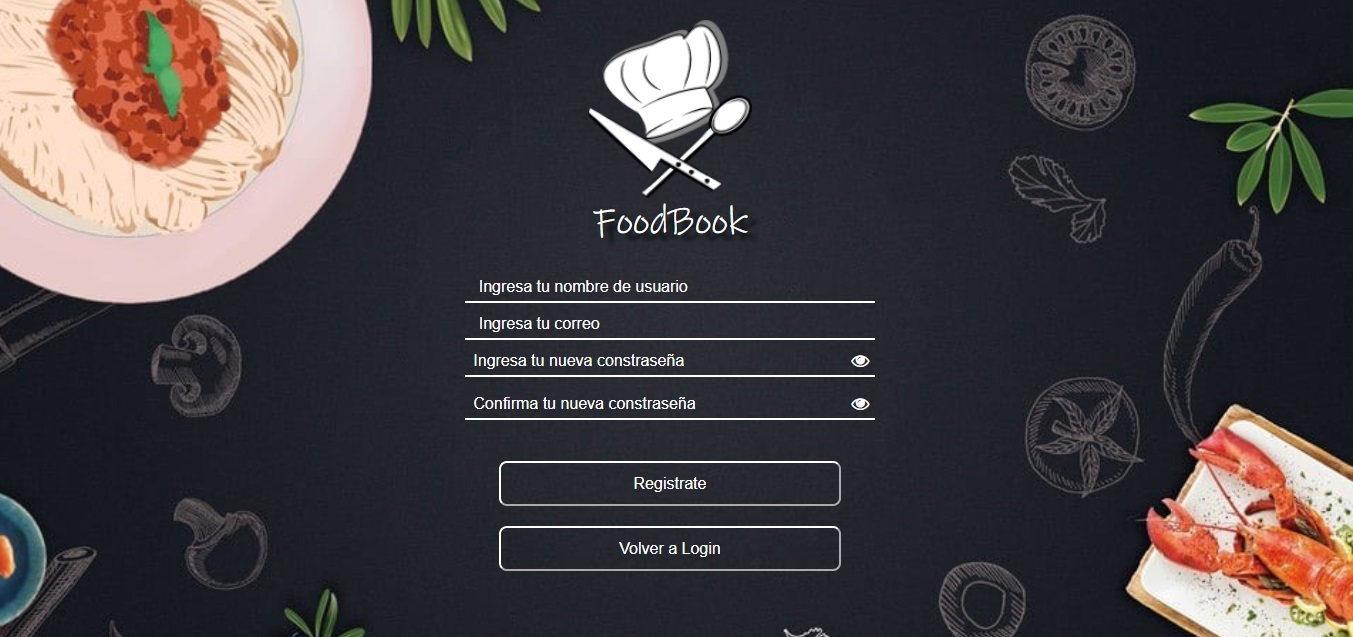 FoodBook
Ingresa tu nombre de usuario
Ingresa tu correo
Ingresa tu nueva constraseña
Confirma tu nueva constraseña
Registrate
Volver a Login